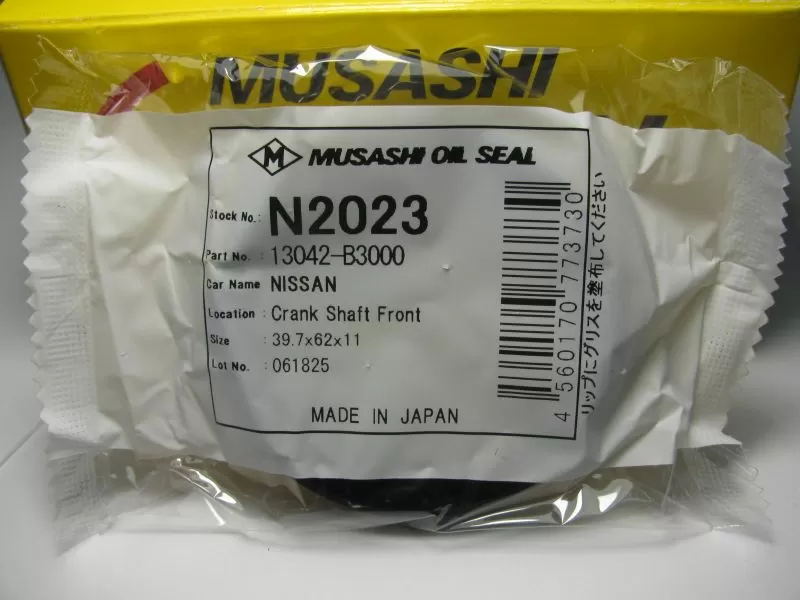 MUSASHI
M MUSASHI OIL SEAL
Stock No.: N2023
Part No. : 13042-B3000
Car Name NISSAN
Location : Crank Shaft Front
Size : 39.7x62x11
Lot No. : 061825
MADE IN JAPAN
4 560170 773730
リップにグリスを塗布してください